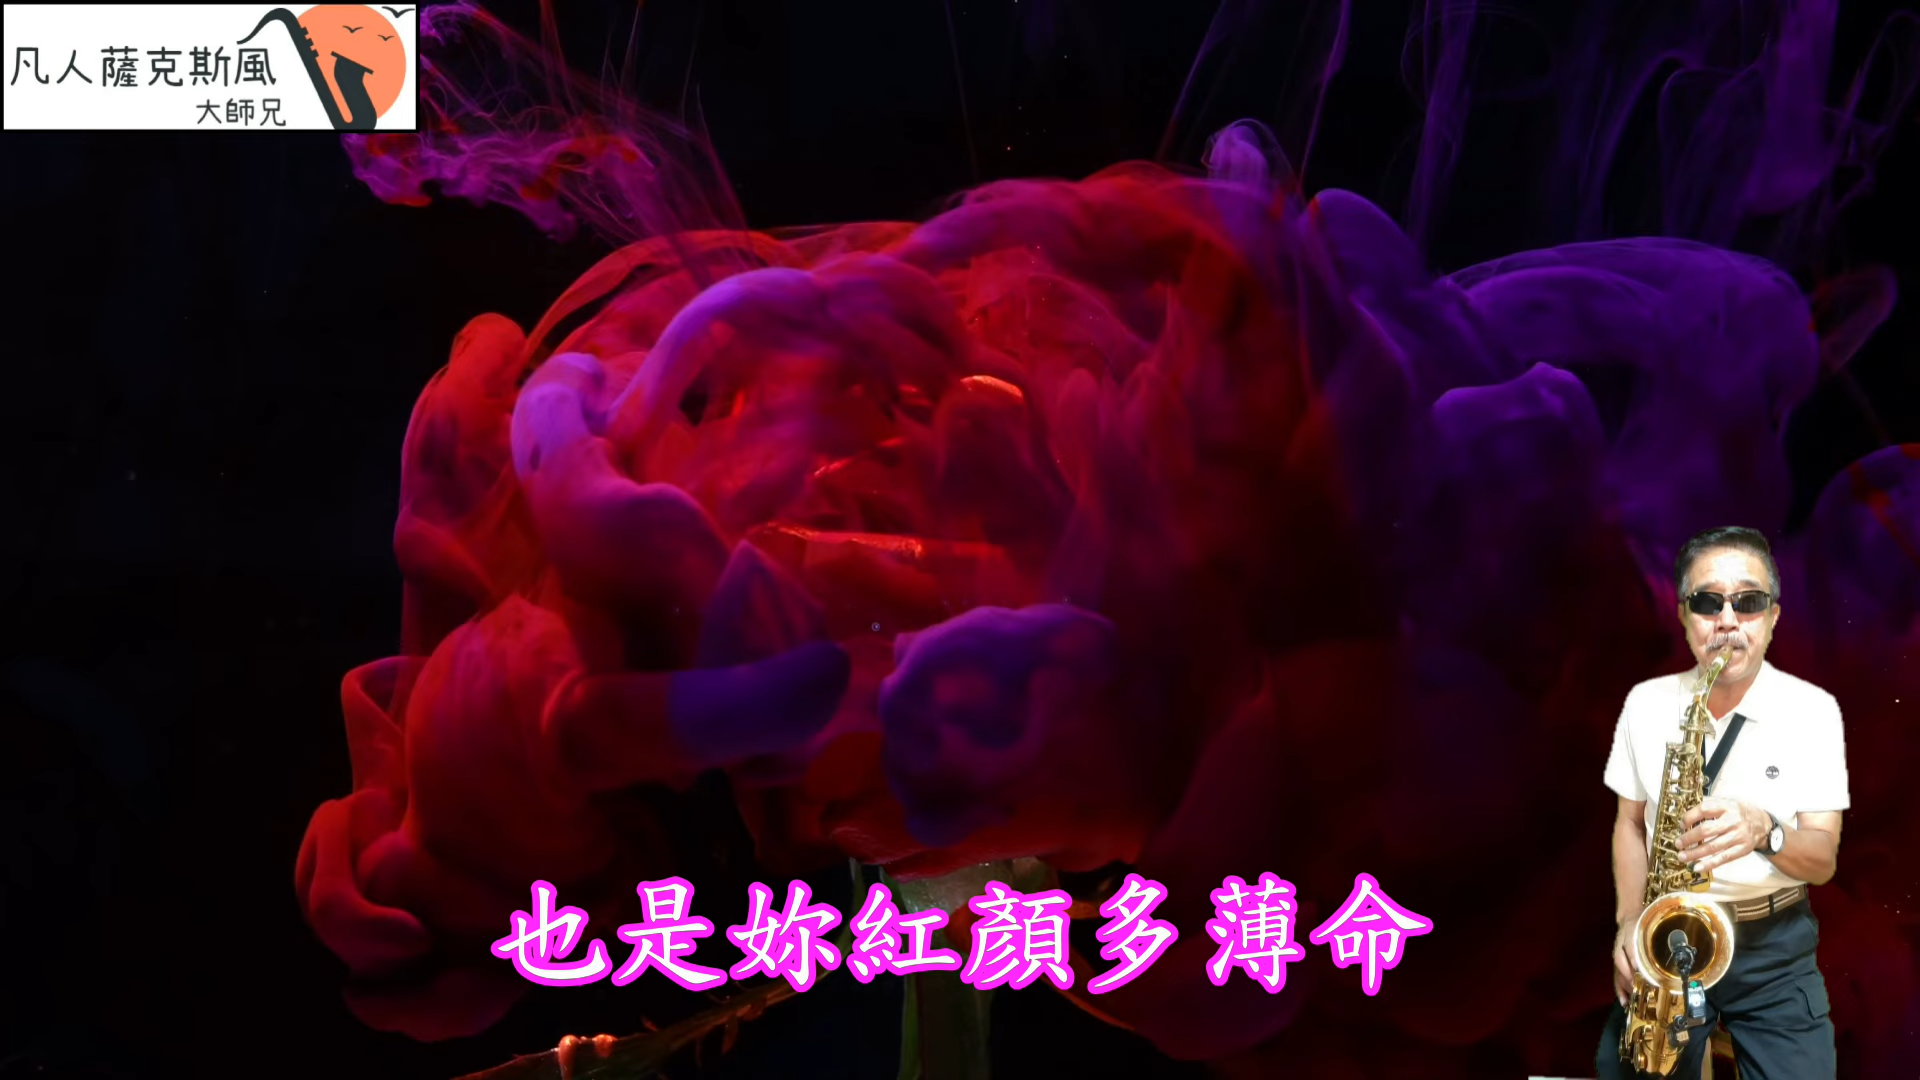 凡人薩克斯風
大師兄
也是妳紅顏多薄命